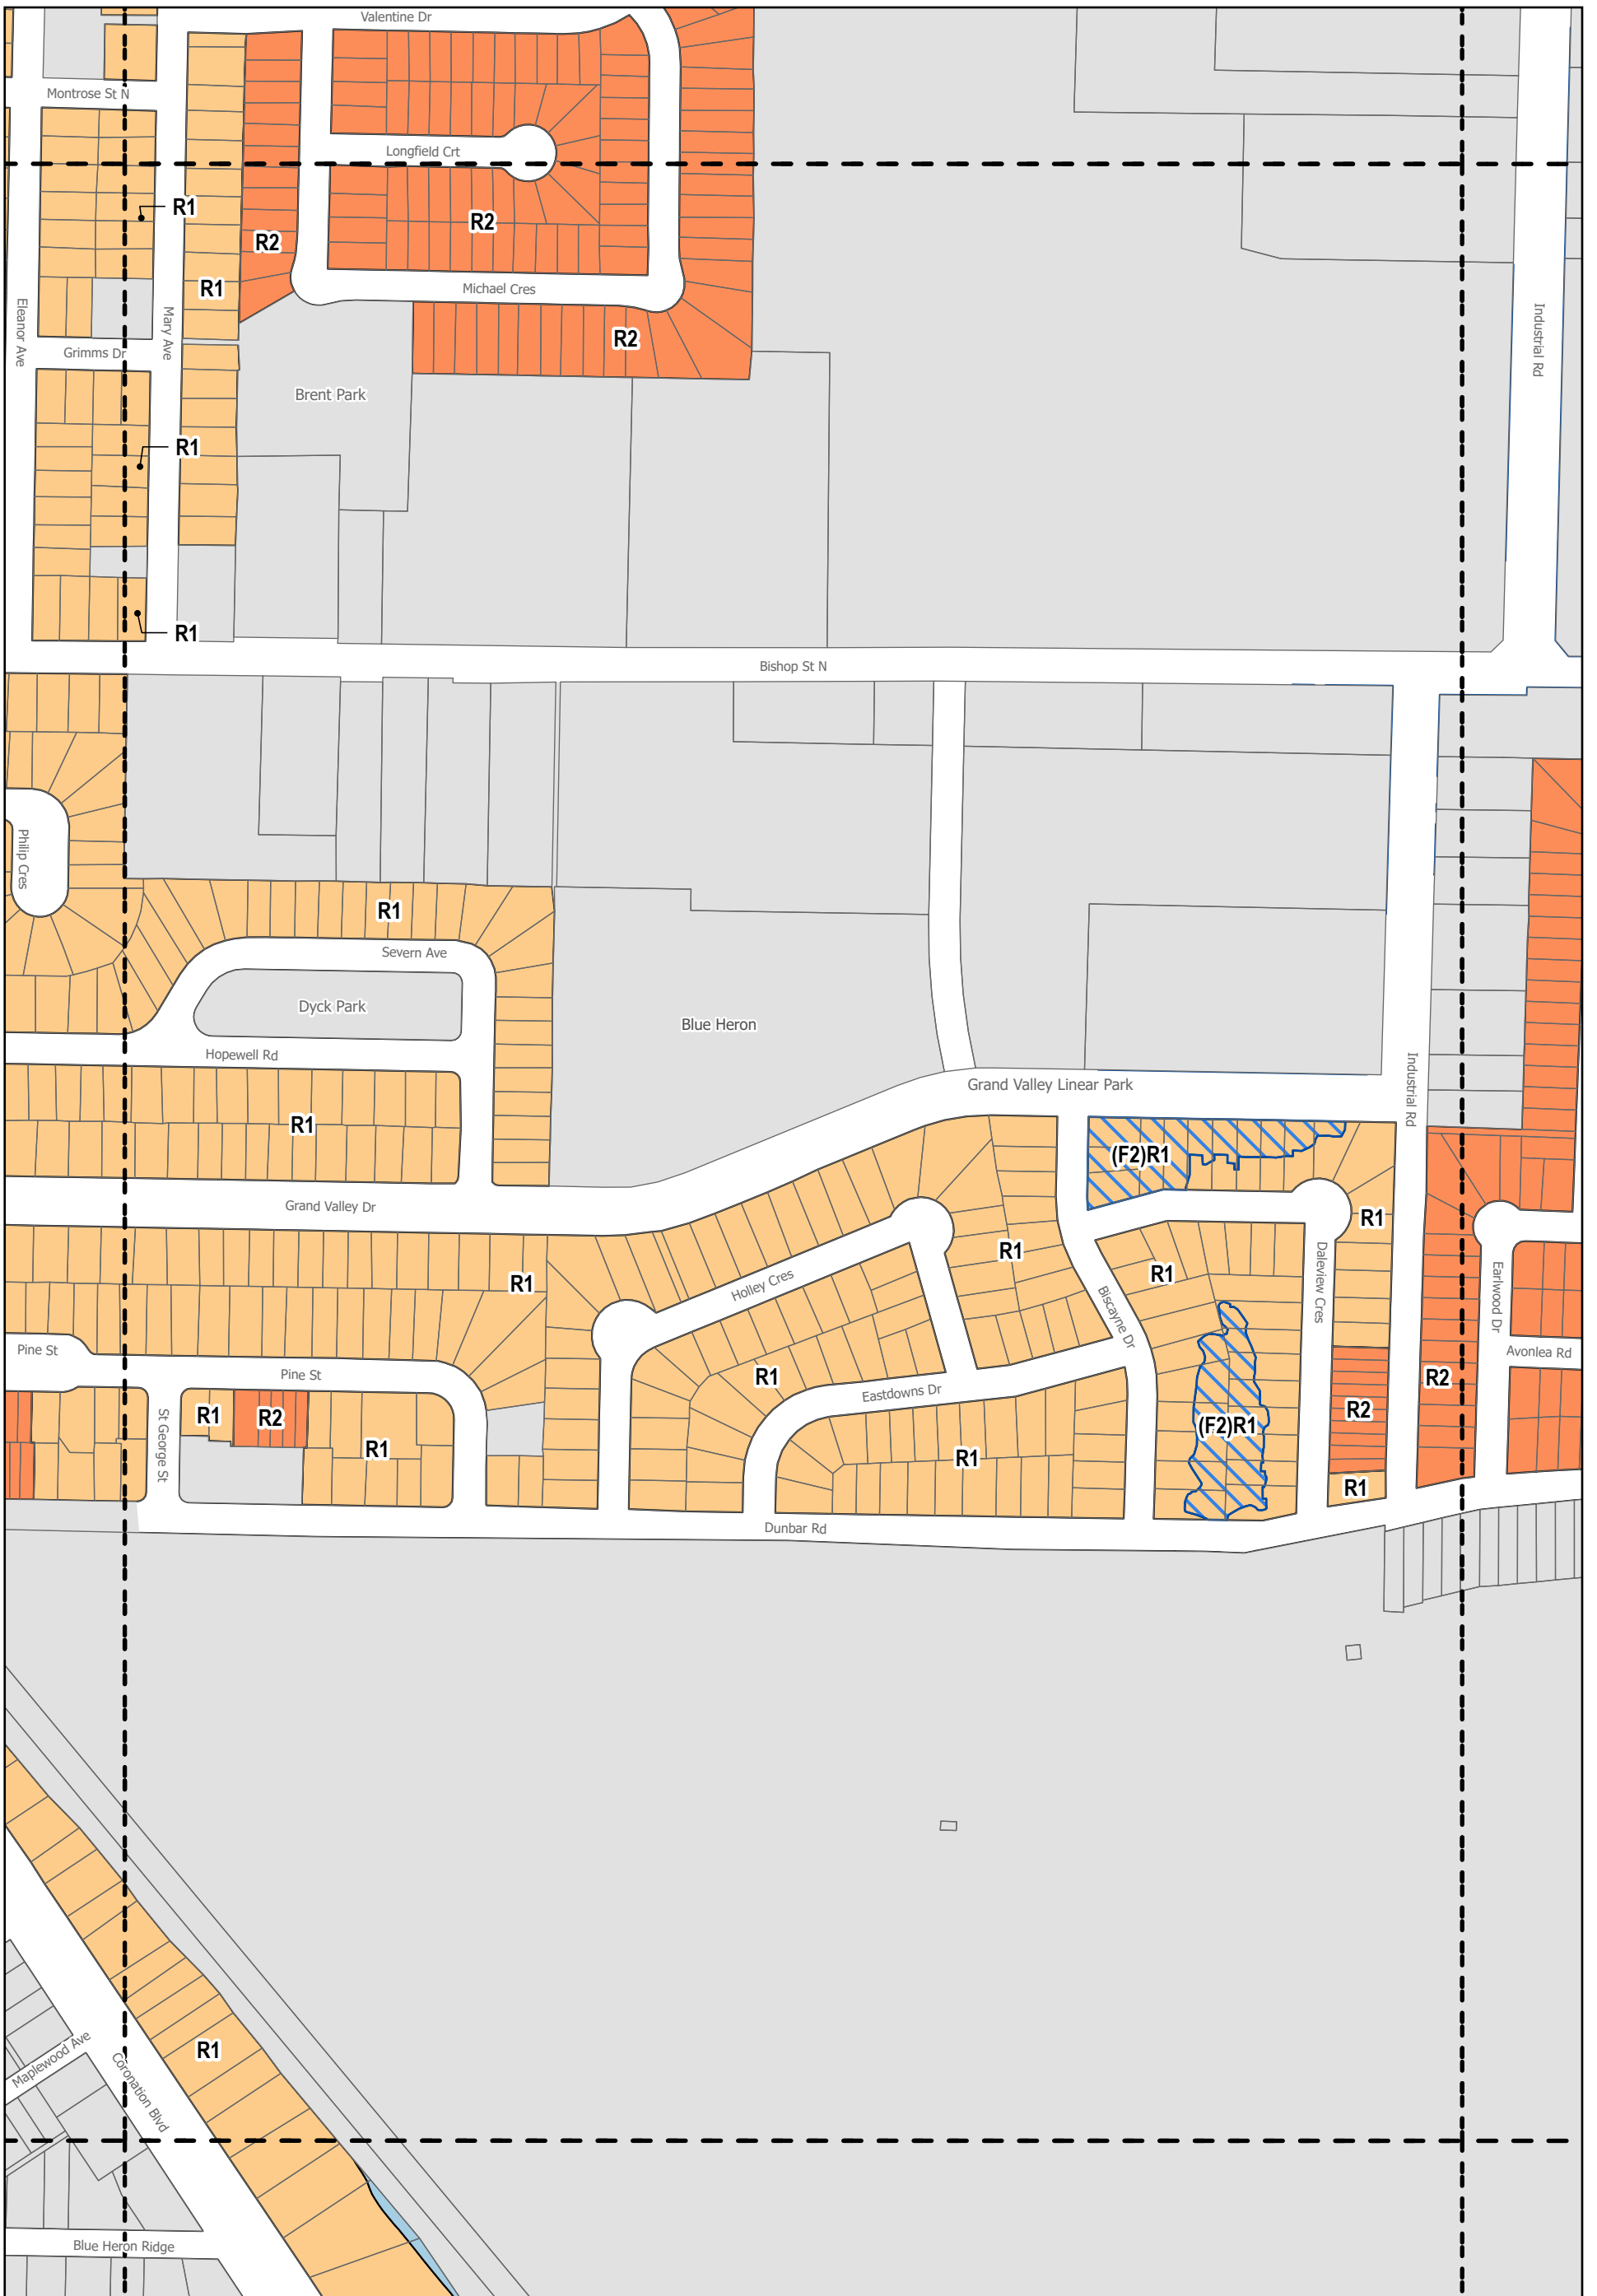 Valentine Dr
Montrose St N
Longfield Crt
R1
R2
R2
R1
Michael Cres
Eleanor Ave
Mary Ave
Industrial Rd
R2
Grimms Dr
Brent Park
R1
R1
Bishop St N
Philip Cres
R1
Severn Ave
Dyck Park
Blue Heron
Hopewell Rd
Grand Valley Linear Park
Industrial Rd
R1
(F2)R1
Grand Valley Dr
R1
R1
R1
R1
Holley Cres
Biscayne Dr
Daleview Cres
Earlwood Dr
Pine St
Avonlea Rd
Pine St
R1
R2
Eastdowns Dr
R1
R2
R2
(F2)R1
St George St
R1
R1
R1
Dunbar Rd
R1
Maplewood Ave
Coronation Blvd
Blue Heron Ridge